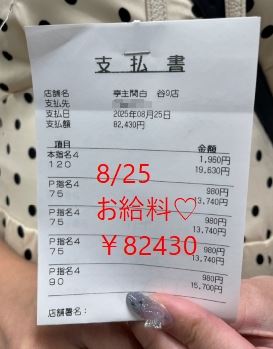 支払書
店舗名 亭主関白 谷9店
支払先
支払日 2025年08月25日
支払額 82,430円
項目 金額
本指名4 1,960円
120 19,630円
P指名4 980円
75 13,740円
P指名4 980円
75 13,740円
P指名4 980円
75 13,740円
P指名4 980円
90 15,700円
店舗署名:
8/25
お給料♡
￥82430